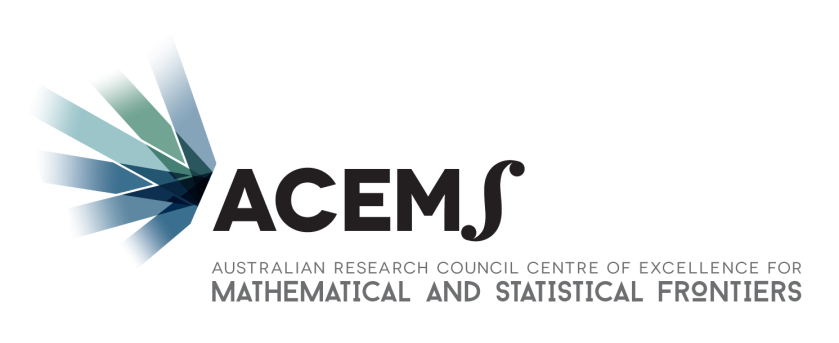 ACEMS
AUSTRALIAN RESEARCH COUNCIL CENTRE OF EXCELLENCE FOR
MATHEMATICAL AND STATISTICAL FRONTIERS